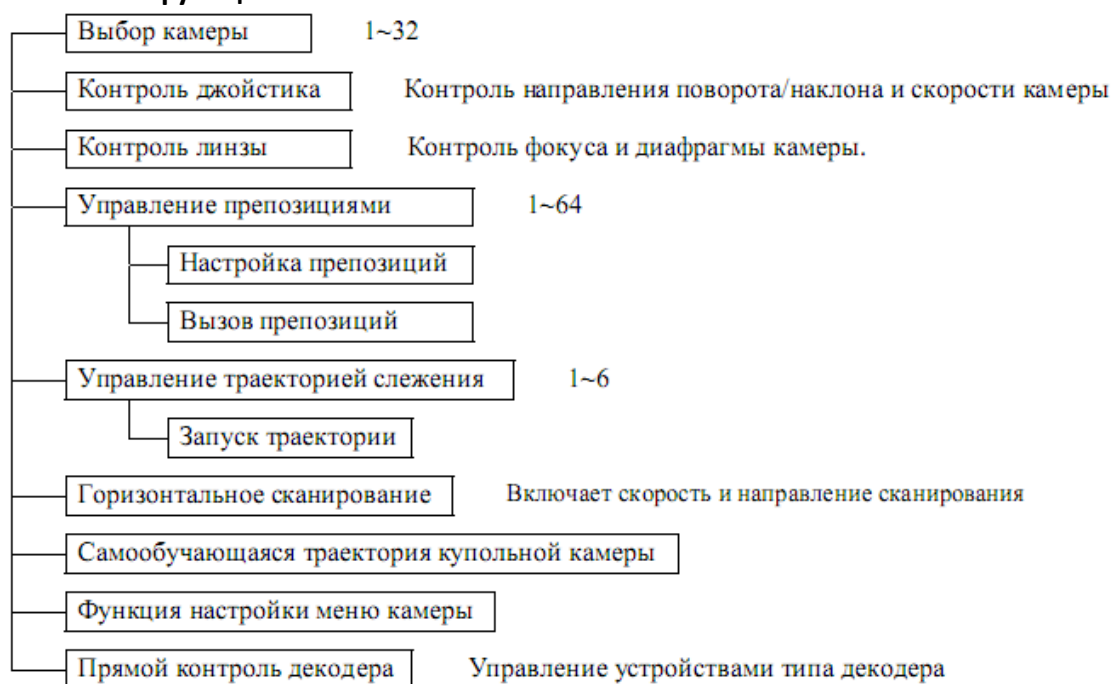 Выбор камеры 1~32
Контроль джойстика Контроль направления поворота/наклона и скорости камеры
Контроль линзы Контроль фокуса и диафрагмы камеры.
Управление препозициями 1~64
Настройка препозиций
Вызов препозиций
Управление траекторией слежения 1~6
Запуск траектории
Горизонтальное сканирование Включает скорость и направление сканирования
Самообучающаяся траектория купольной камеры
Функция настройки меню камеры
Прямой контроль декодера Управление устройствами типа декодера